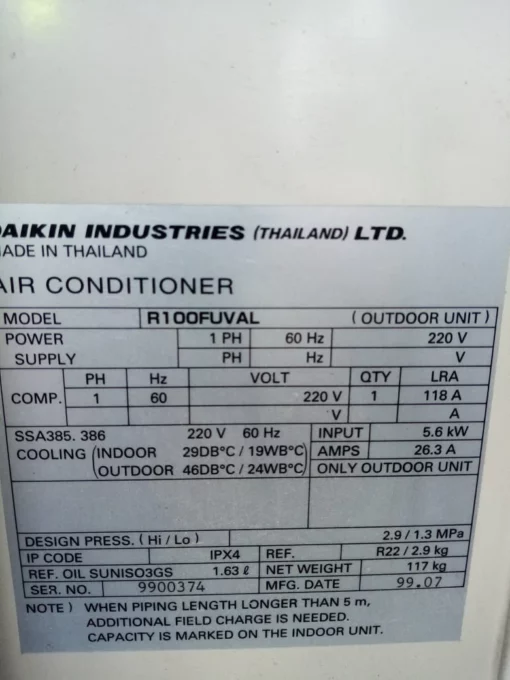 DAIKIN INDUSTRIES (THAILAND) LTD.
MADE IN THAILAND
AIR CONDITIONER
MODEL R100FUVAL (OUTDOOR UNIT)
POWER 1 PH 60 Hz 220 V
SUPPLY PH Hz V
PH Hz VOLT QTY LRA
COMP. 1 60 220 V 1 118 A
V A
SSA385. 386 220 V 60 Hz INPUT 5.6 kW
COOLING (INDOOR 29DB°C / 19WB°C) AMPS 26.3 A
(OUTDOOR 46DB°C / 24WB°C) ONLY OUTDOOR UNIT
DESIGN PRESS. (Hi / Lo) 2.9 / 1.3 MPa
IP CODE IPX4 REF. R22 / 2.9 kg
REF. OIL SUNISO3GS 1.63 ℓ NET WEIGHT 117 kg
SER. NO. 9900374 MFG. DATE 99.07
NOTE ) WHEN PIPING LENGTH LONGER THAN 5 m,
ADDITIONAL FIELD CHARGE IS NEEDED.
CAPACITY IS MARKED ON THE INDOOR UNIT.